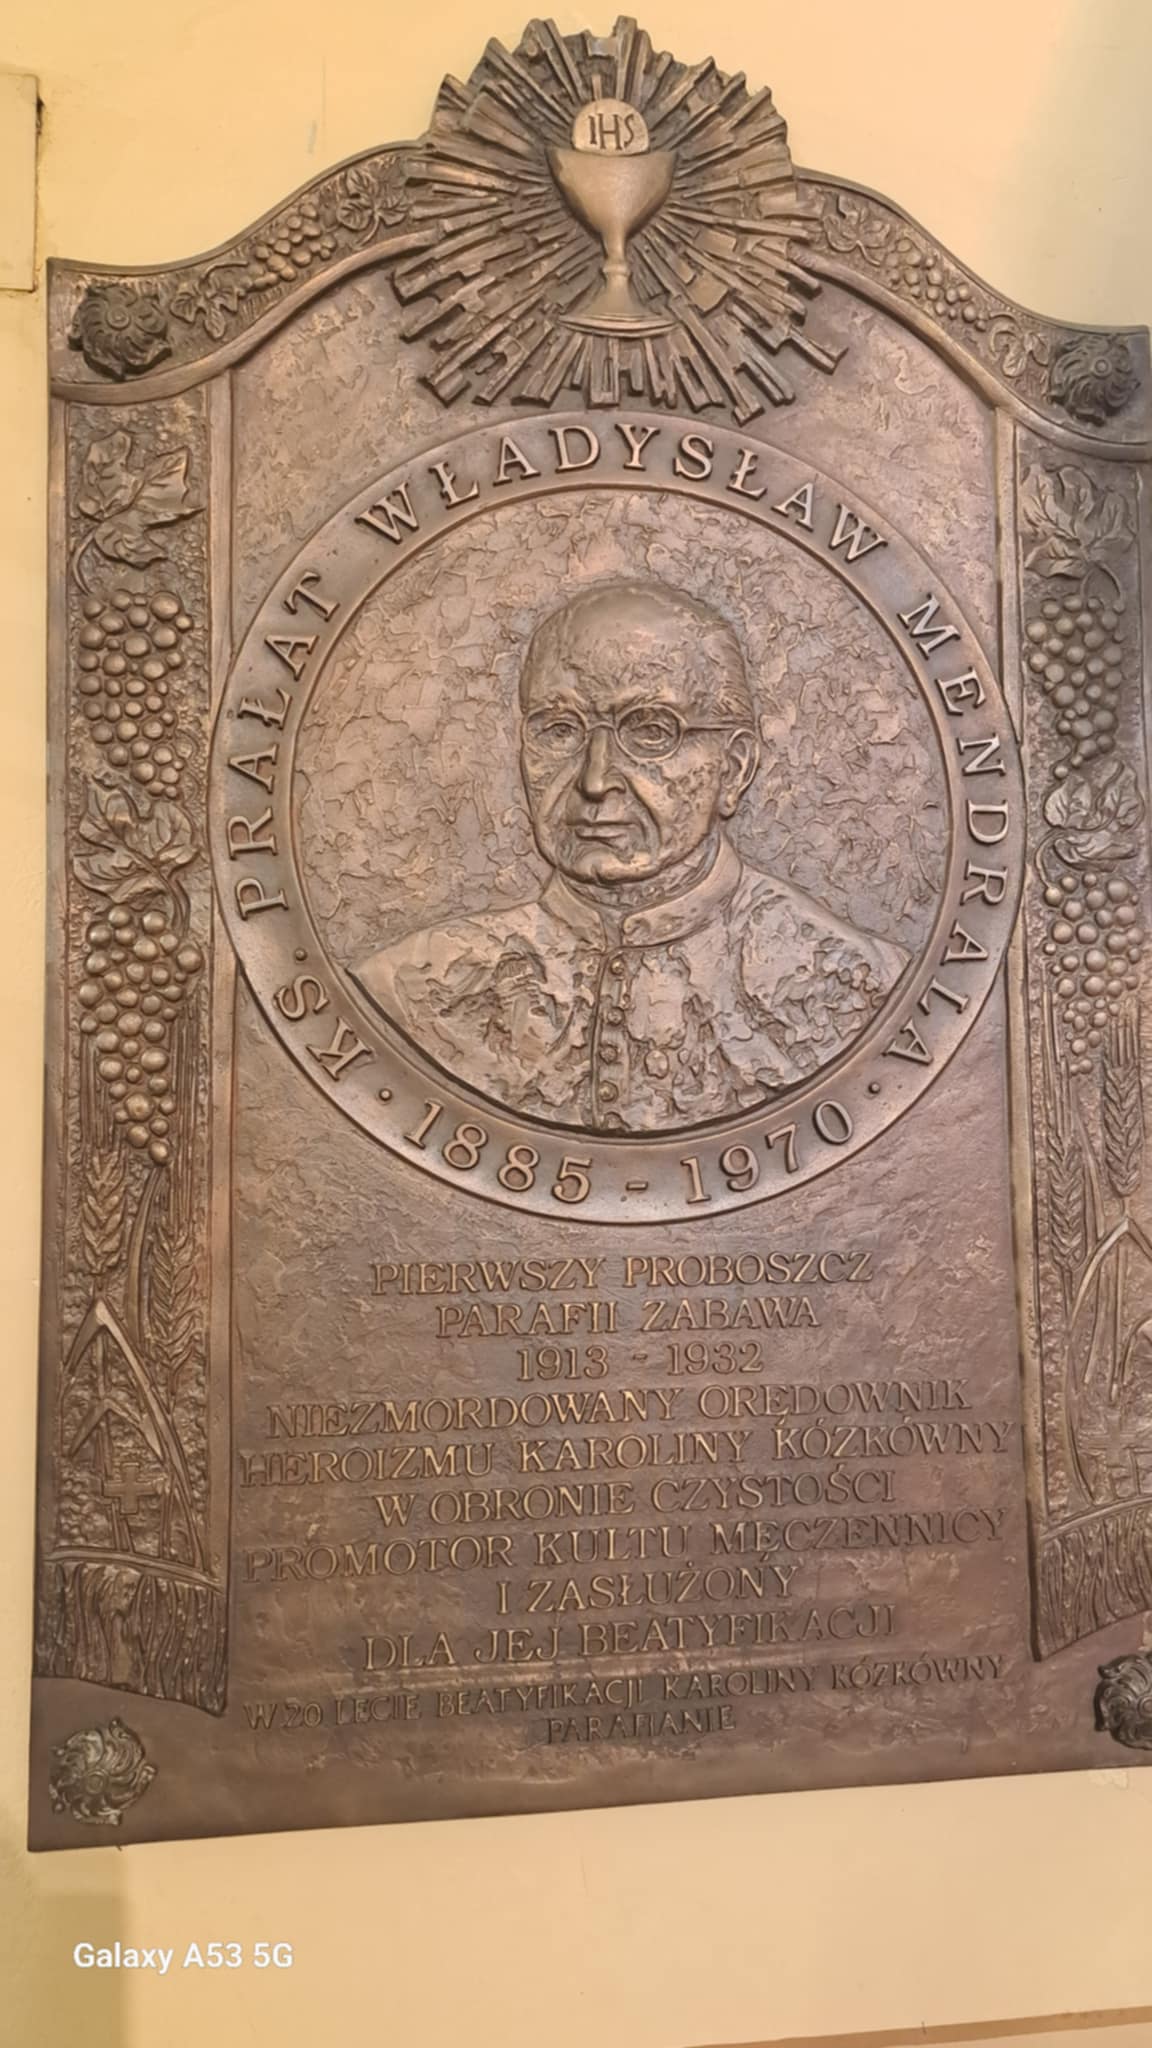 IHS
KS. PRAŁAT WŁADYSŁAW MENDRALA
· 1885 - 1970 ·
PIERWSZY PROBOSZCZ
PARAFII ZABAWA
1913 - 1932
NIEZMORDOWANY ORĘDOWNIK
HEROIZMU KAROLINY KÓZKÓWNY
W OBRONIE CZYSTOŚCI
PROMOTOR KULTU MĘCZENNICY
I ZASŁUŻONY
DLA JEJ BEATYFIKACJI
W 20 LECIE BEATYFIKACJI KAROLINY KÓZKÓWNY
PARAFIANIE
Galaxy A53 5G